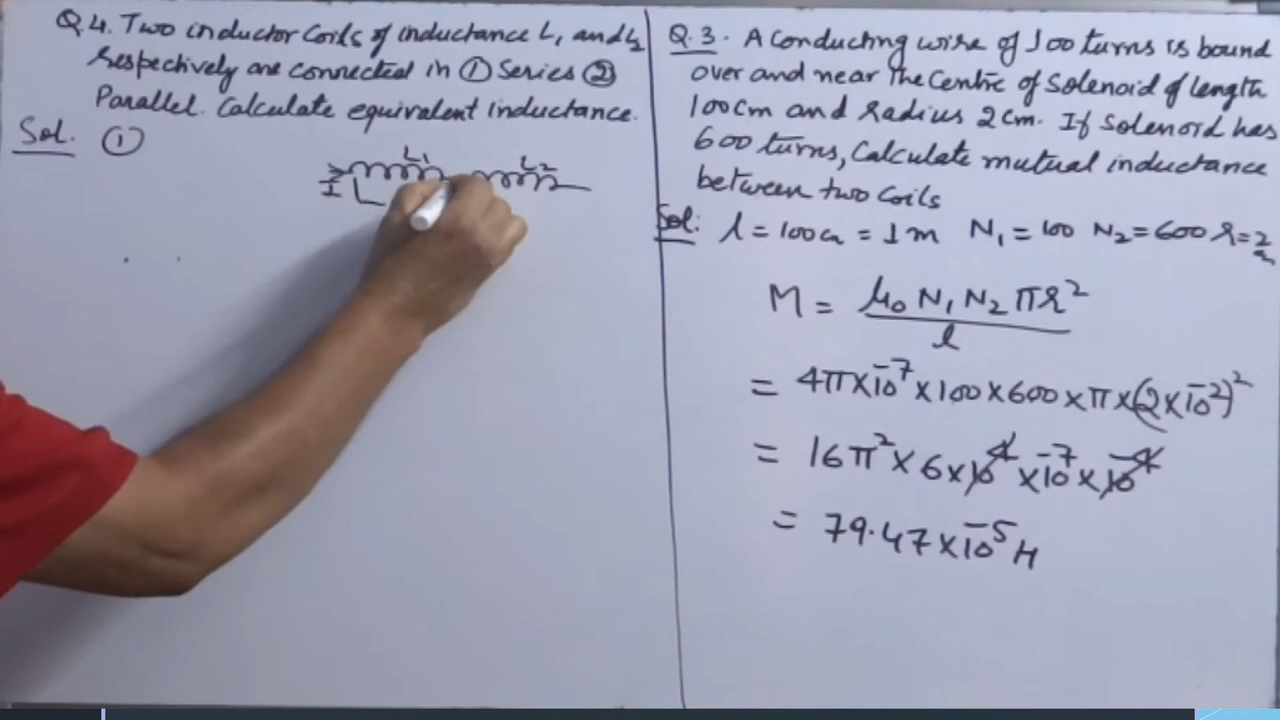 Q.4. Two inductor Coils of inductance L₁ and L₂
respectively are connected in ① Series ②
Parallel. Calculate equivalent inductance.
Sol. ①
L₁ L₂
I
Q.3. A Conducting wire of 100 turns is bound
over and near the Centre of Solenoid of length
100cm and radius 2cm. If Solenoid has
600 turns, Calculate mutual inductance
between two Coils
Sol: l = 100cm = 1m N₁ = 100 N₂ = 600 r = 2cm
M = μ₀ N₁ N₂ πr² / l
= 4π×10⁻⁷×100×600×π×(2×10⁻²)²
= 16π²×6×10⁴×10⁻⁷×10⁻⁴
= 79.47×10⁻⁵ H